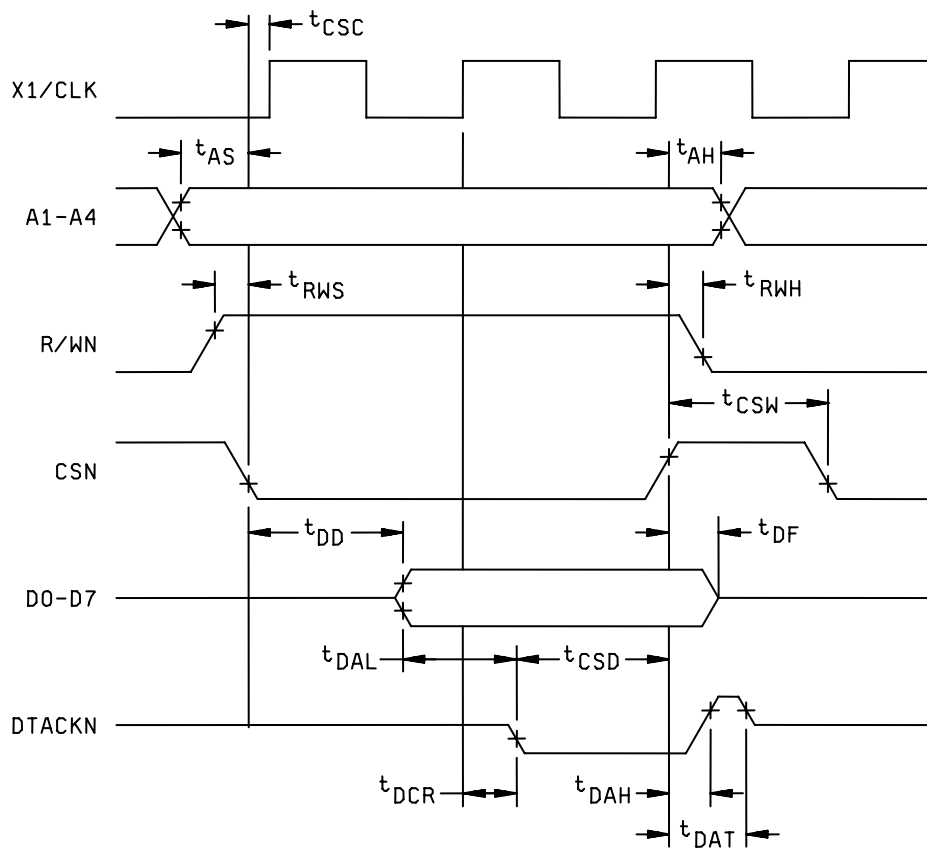 tCSC
X1/CLK
tAS
tAH
A1-A4
tRWS
tRWH
R/WN
tCSW
CSN
tDD
tDF
D0-D7
tDAL
tCSD
DTACKN
tDCR
tDAH
tDAT